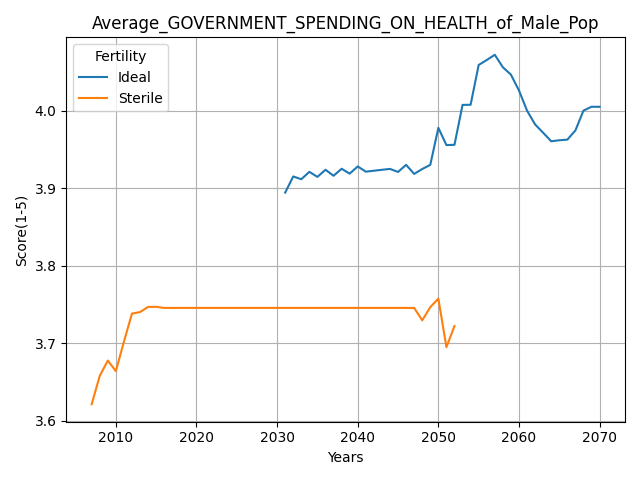 Average_GOVERNMENT_SPENDING_ON_HEALTH_of_Male_Pop
Fertility
Ideal
Sterile
4.0
3.9
3.8
3.7
3.6
Score(1-5)
2010 2020 2030 2040 2050 2060 2070
Years